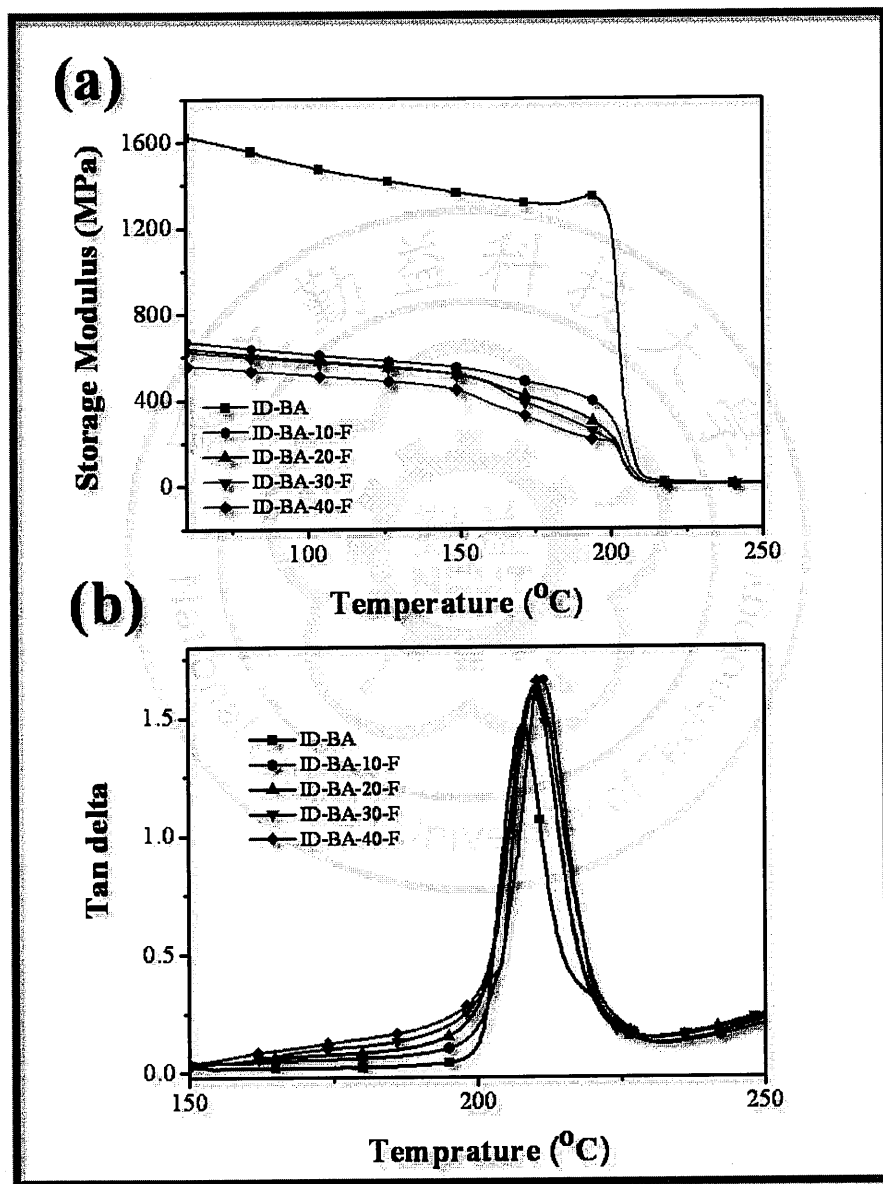 (a)
Storage Modulus (MPa)
1600
1200
800
400
0
ID-BA
ID-BA-10-F
ID-BA-20-F
ID-BA-30-F
ID-BA-40-F
100
150
200
250
Temperature (°C)
(b)
Tan delta
1.5
1.0
0.5
0.0
ID-BA
ID-BA-10-F
ID-BA-20-F
ID-BA-30-F
ID-BA-40-F
150
200
250
Temprature (°C)